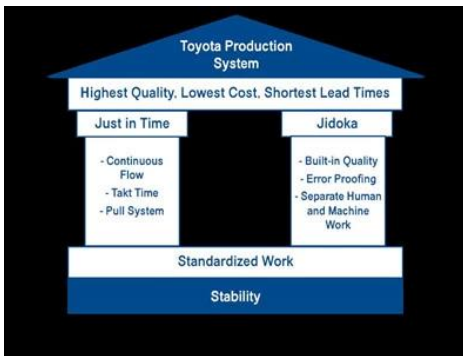 Toyota Production
System
Highest Quality, Lowest Cost, Shortest Lead Times
Just in Time
- Continuous
Flow
- Takt Time
- Pull System
Jidoka
- Built-in Quality
- Error Proofing
- Separate Human
and Machine
Work
Standardized Work
Stability